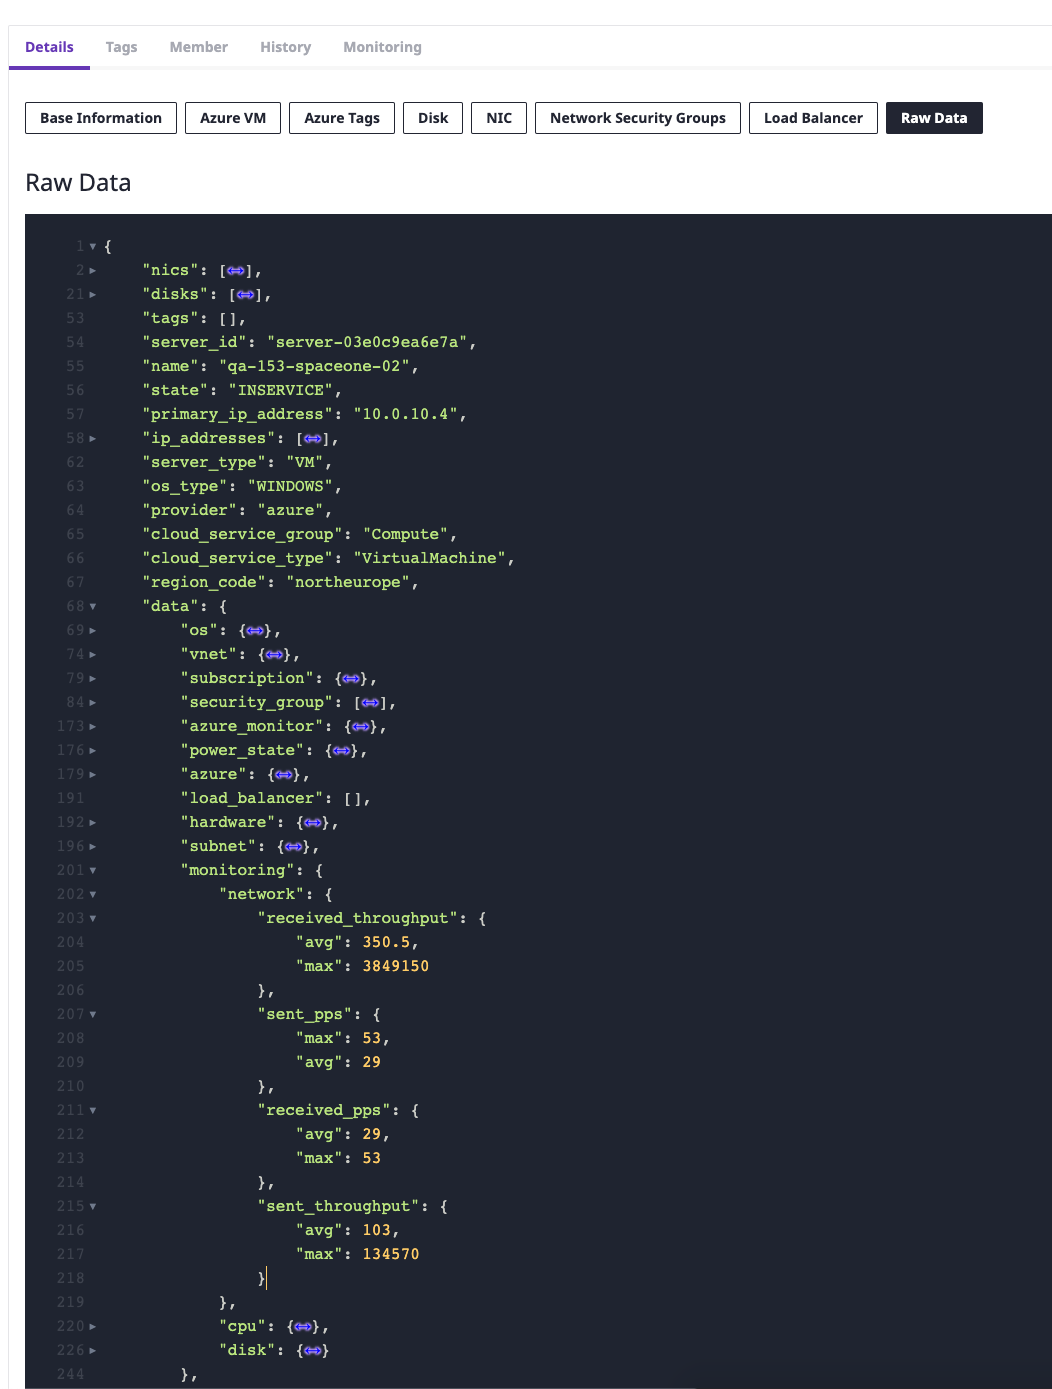 Details Tags Member History Monitoring
Base Information Azure VM Azure Tags Disk NIC Network Security Groups Load Balancer Raw Data
Raw Data
1 {
2 "nics": [↔],
21 "disks": [↔],
53 "tags": [],
54 "server_id": "server-03e0c9ea6e7a",
55 "name": "qa-153-spaceone-02",
56 "state": "INSERVICE",
57 "primary_ip_address": "10.0.10.4",
58 "ip_addresses": [↔],
62 "server_type": "VM",
63 "os_type": "WINDOWS",
64 "provider": "azure",
65 "cloud_service_group": "Compute",
66 "cloud_service_type": "VirtualMachine",
67 "region_code": "northeurope",
68 "data": {
69 "os": {↔},
74 "vnet": {↔},
79 "subscription": {↔},
84 "security_group": [↔],
173 "azure_monitor": {↔},
176 "power_state": {↔},
179 "azure": {↔},
191 "load_balancer": [],
192 "hardware": {↔},
196 "subnet": {↔},
201 "monitoring": {
202 "network": {
203 "received_throughput": {
204 "avg": 350.5,
205 "max": 3849150
206 },
207 "sent_pps": {
208 "max": 53,
209 "avg": 29
210 },
211 "received_pps": {
212 "avg": 29,
213 "max": 53
214 },
215 "sent_throughput": {
216 "avg": 103,
217 "max": 134570
218 }
219 },
220 "cpu": {↔},
226 "disk": {↔}
244 },